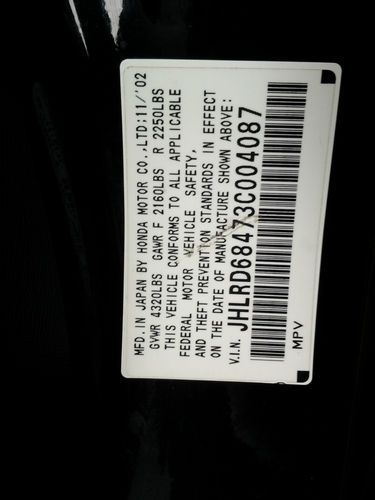 MFD. IN JAPAN BY HONDA MOTOR CO.,LTD:11/'02
GVWR 4320LBS GAWR F 2160LBS R 2250LBS
THIS VEHICLE CONFORMS TO ALL APPLICABLE
FEDERAL MOTOR VEHICLE SAFETY,
AND THEFT PREVENTION STANDARDS IN EFFECT
ON THE DATE OF MANUFACTURE SHOWN ABOVE:
V.I.N. JHLRD68473C004087
MPV